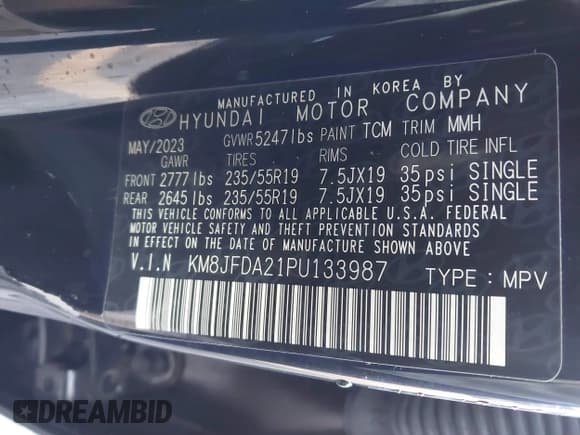 MANUFACTURED IN KOREA BY
HYUNDAI MOTOR COMPANY
MAY/2023 GVWR 5247lbs PAINT TCM TRIM MMH
GAWR TIRES RIMS COLD TIRE INFL
FRONT 2777lbs 235/55R19 7.5JX19 35psi SINGLE
REAR 2645lbs 235/55R19 7.5JX19 35psi SINGLE
THIS VEHICLE CONFORMS TO ALL APPLICABLE U.S.A. FEDERAL
MOTOR VEHICLE SAFETY AND THEFT PREVENTION STANDARDS
IN EFFECT ON THE DATE OF MANUFACTURE SHOWN ABOVE.
V.I.N KM8JFDA21PU133987 TYPE : MPV
DREAMBID